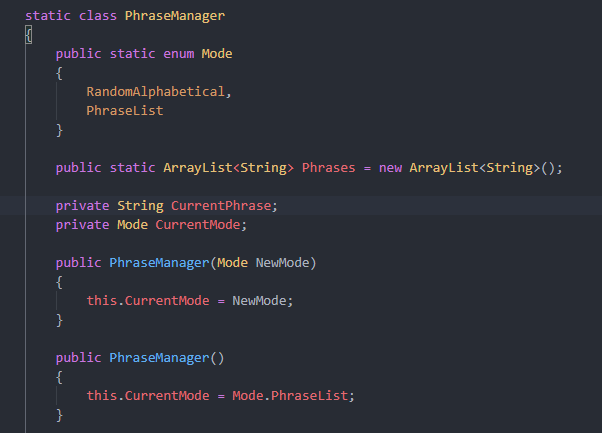 static class PhraseManager
{
public static enum Mode
{
RandomAlphabetical,
PhraseList
}
public static ArrayList<String> Phrases = new ArrayList<String>();
private String CurrentPhrase;
private Mode CurrentMode;
public PhraseManager(Mode NewMode)
{
this.CurrentMode = NewMode;
}
public PhraseManager()
{
this.CurrentMode = Mode.PhraseList;
}